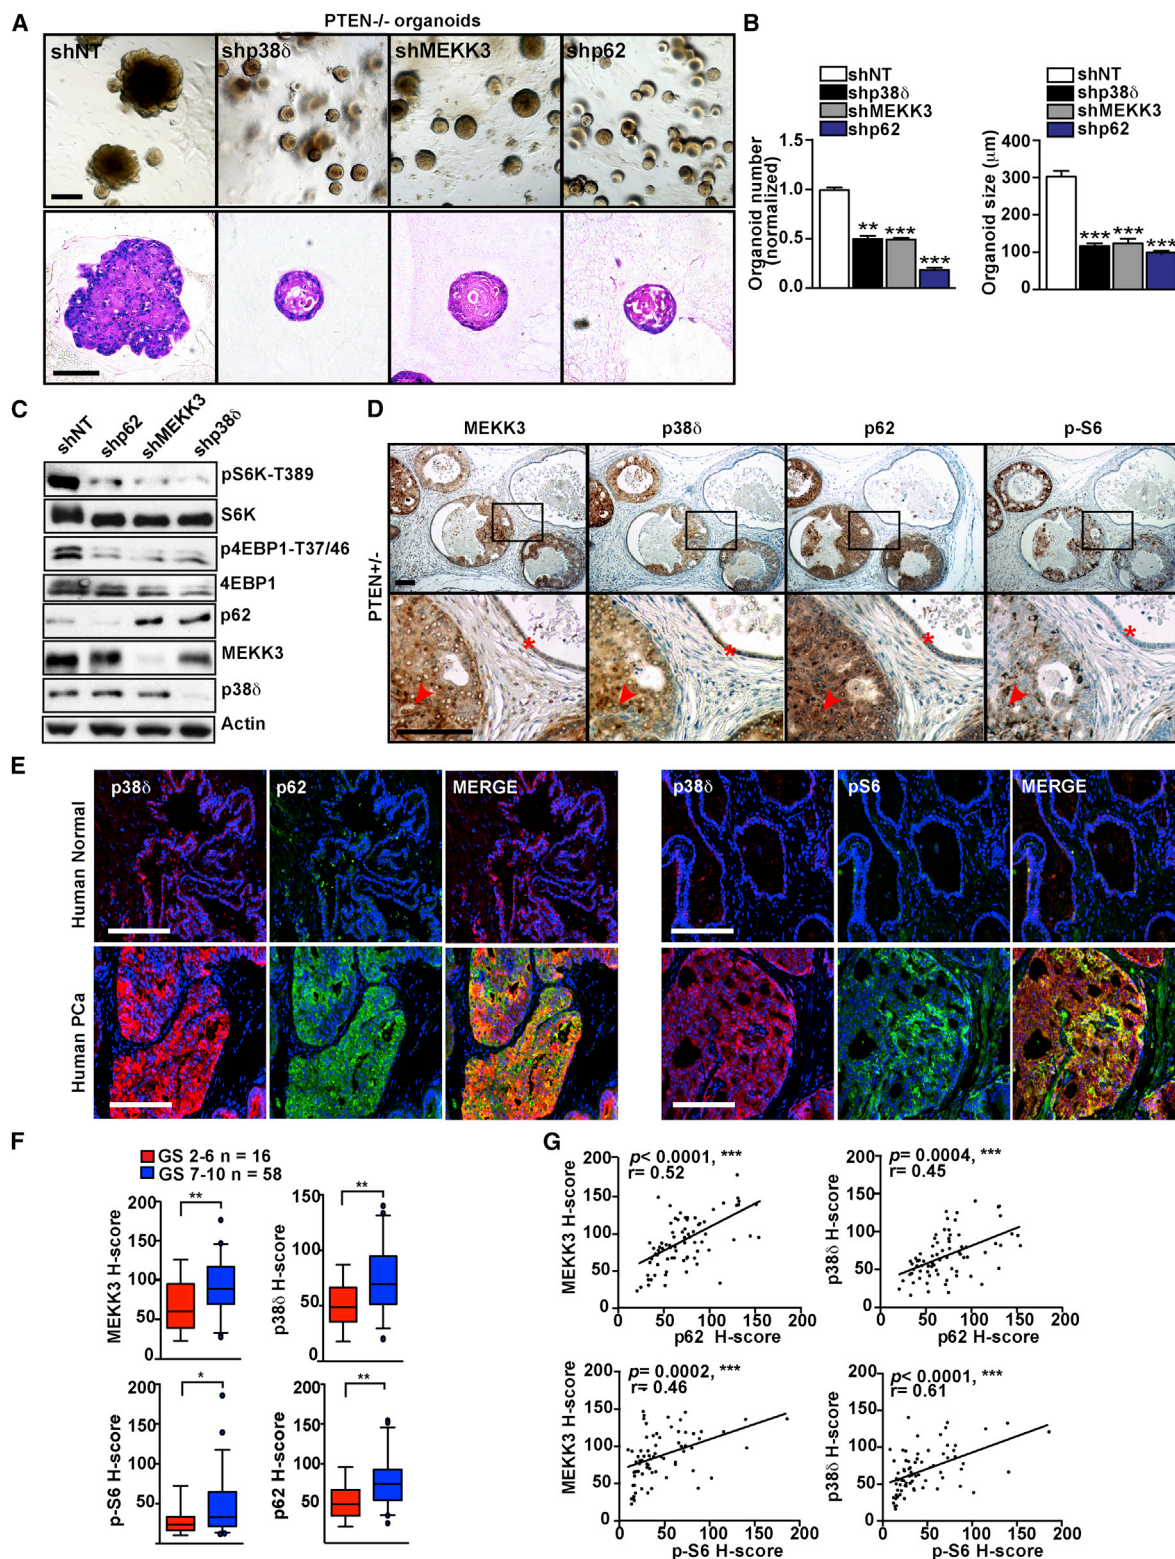 A
PTEN-/- organoids
shNT
shp38δ
shMEKK3
shp62
B
shNT
shp38δ
shMEKK3
shp62
Organoid number
(normalized)
1.0
0.5
0.0
**
***
***
shNT
shp38δ
shMEKK3
shp62
Organoid size (μm)
400
300
200
100
0
***
***
***
C
shNT
shp62
shMEKK3
shp38δ
pS6K-T389
S6K
p4EBP1-T37/46
4EBP1
p62
MEKK3
p38δ
Actin
D
MEKK3
p38δ
p62
p-S6
PTEN+/-
*
*
*
*
E
p38δ
p62
MERGE
p38δ
pS6
MERGE
Human Normal
Human PCa
F
GS 2-6 n = 16
GS 7-10 n = 58
MEKK3 H-score
200
150
100
50
0
**
p38δ H-score
150
100
50
0
**
p-S6 H-score
200
150
100
50
*
p62 H-score
200
150
100
50
**
G
p< 0.0001, ***
r= 0.52
MEKK3 H-score
200
150
100
50
0
0 50 100 150 200
p62 H-score
p= 0.0004, ***
r= 0.45
p38δ H-score
200
150
100
50
0
0 50 100 150 200
p62 H-score
p= 0.0002, ***
r= 0.46
MEKK3 H-score
200
150
100
50
0
0 50 100 150 200
p-S6 H-score
p< 0.0001, ***
r= 0.61
p38δ H-score
200
150
100
50
0
0 50 100 150 200
p-S6 H-score